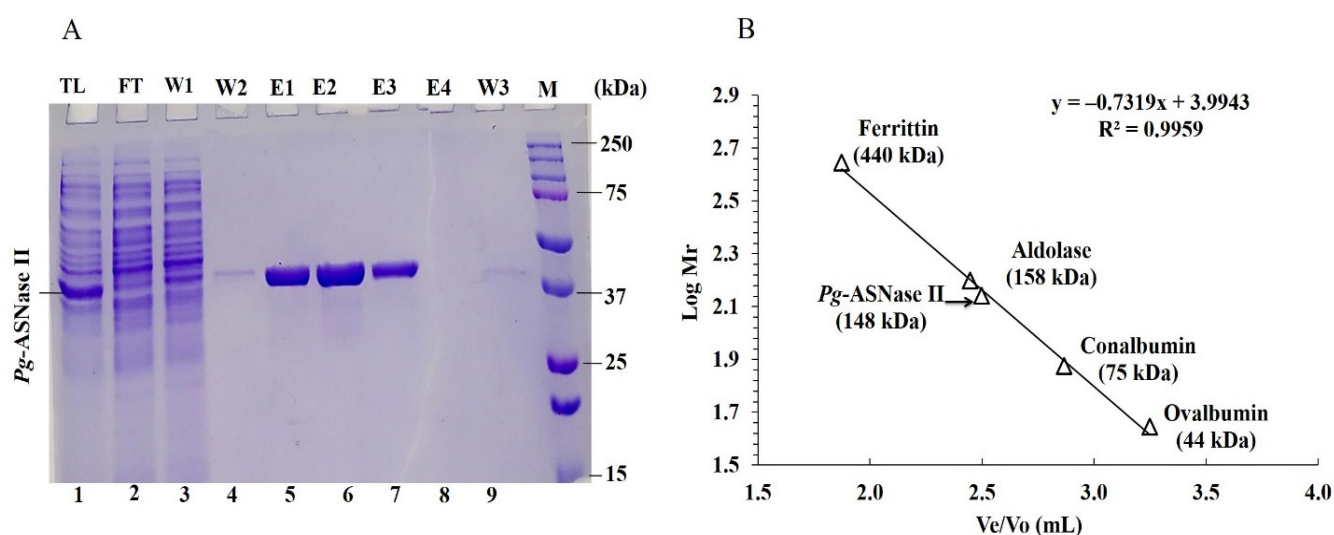 A
TL FT W1 W2 E1 E2 E3 E4 W3 M (kDa)
250
75
37
25
15
Pg-ASNase II
1 2 3 4 5 6 7 8 9
B
y = –0.7319x + 3.9943
R² = 0.9959
2.9
2.7
2.5
2.3
2.1
1.9
1.7
1.5
Log Mr
Ferrittin
(440 kDa)
Aldolase
(158 kDa)
Pg-ASNase II
(148 kDa)
Conalbumin
(75 kDa)
Ovalbumin
(44 kDa)
1.5 2.0 2.5 3.0 3.5 4.0
Ve/Vo (mL)